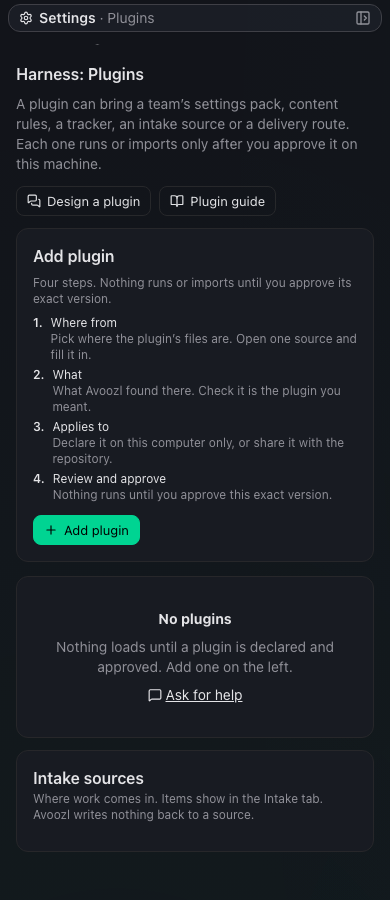 Settings · Plugins
Harness: Plugins
A plugin can bring a team's settings pack, content
rules, a tracker, an intake source or a delivery route.
Each one runs or imports only after you approve it on
this machine.
Design a plugin
Plugin guide
Add plugin
Four steps. Nothing runs or imports until you approve its
exact version.
1. Where from
Pick where the plugin's files are. Open one source and
fill it in.
2. What
What Avoozl found there. Check it is the plugin you
meant.
3. Applies to
Declare it on this computer only, or share it with the
repository.
4. Review and approve
Nothing runs until you approve this exact version.
+ Add plugin
No plugins
Nothing loads until a plugin is declared and
approved. Add one on the left.
Ask for help
Intake sources
Where work comes in. Items show in the Intake tab.
Avoozl writes nothing back to a source.